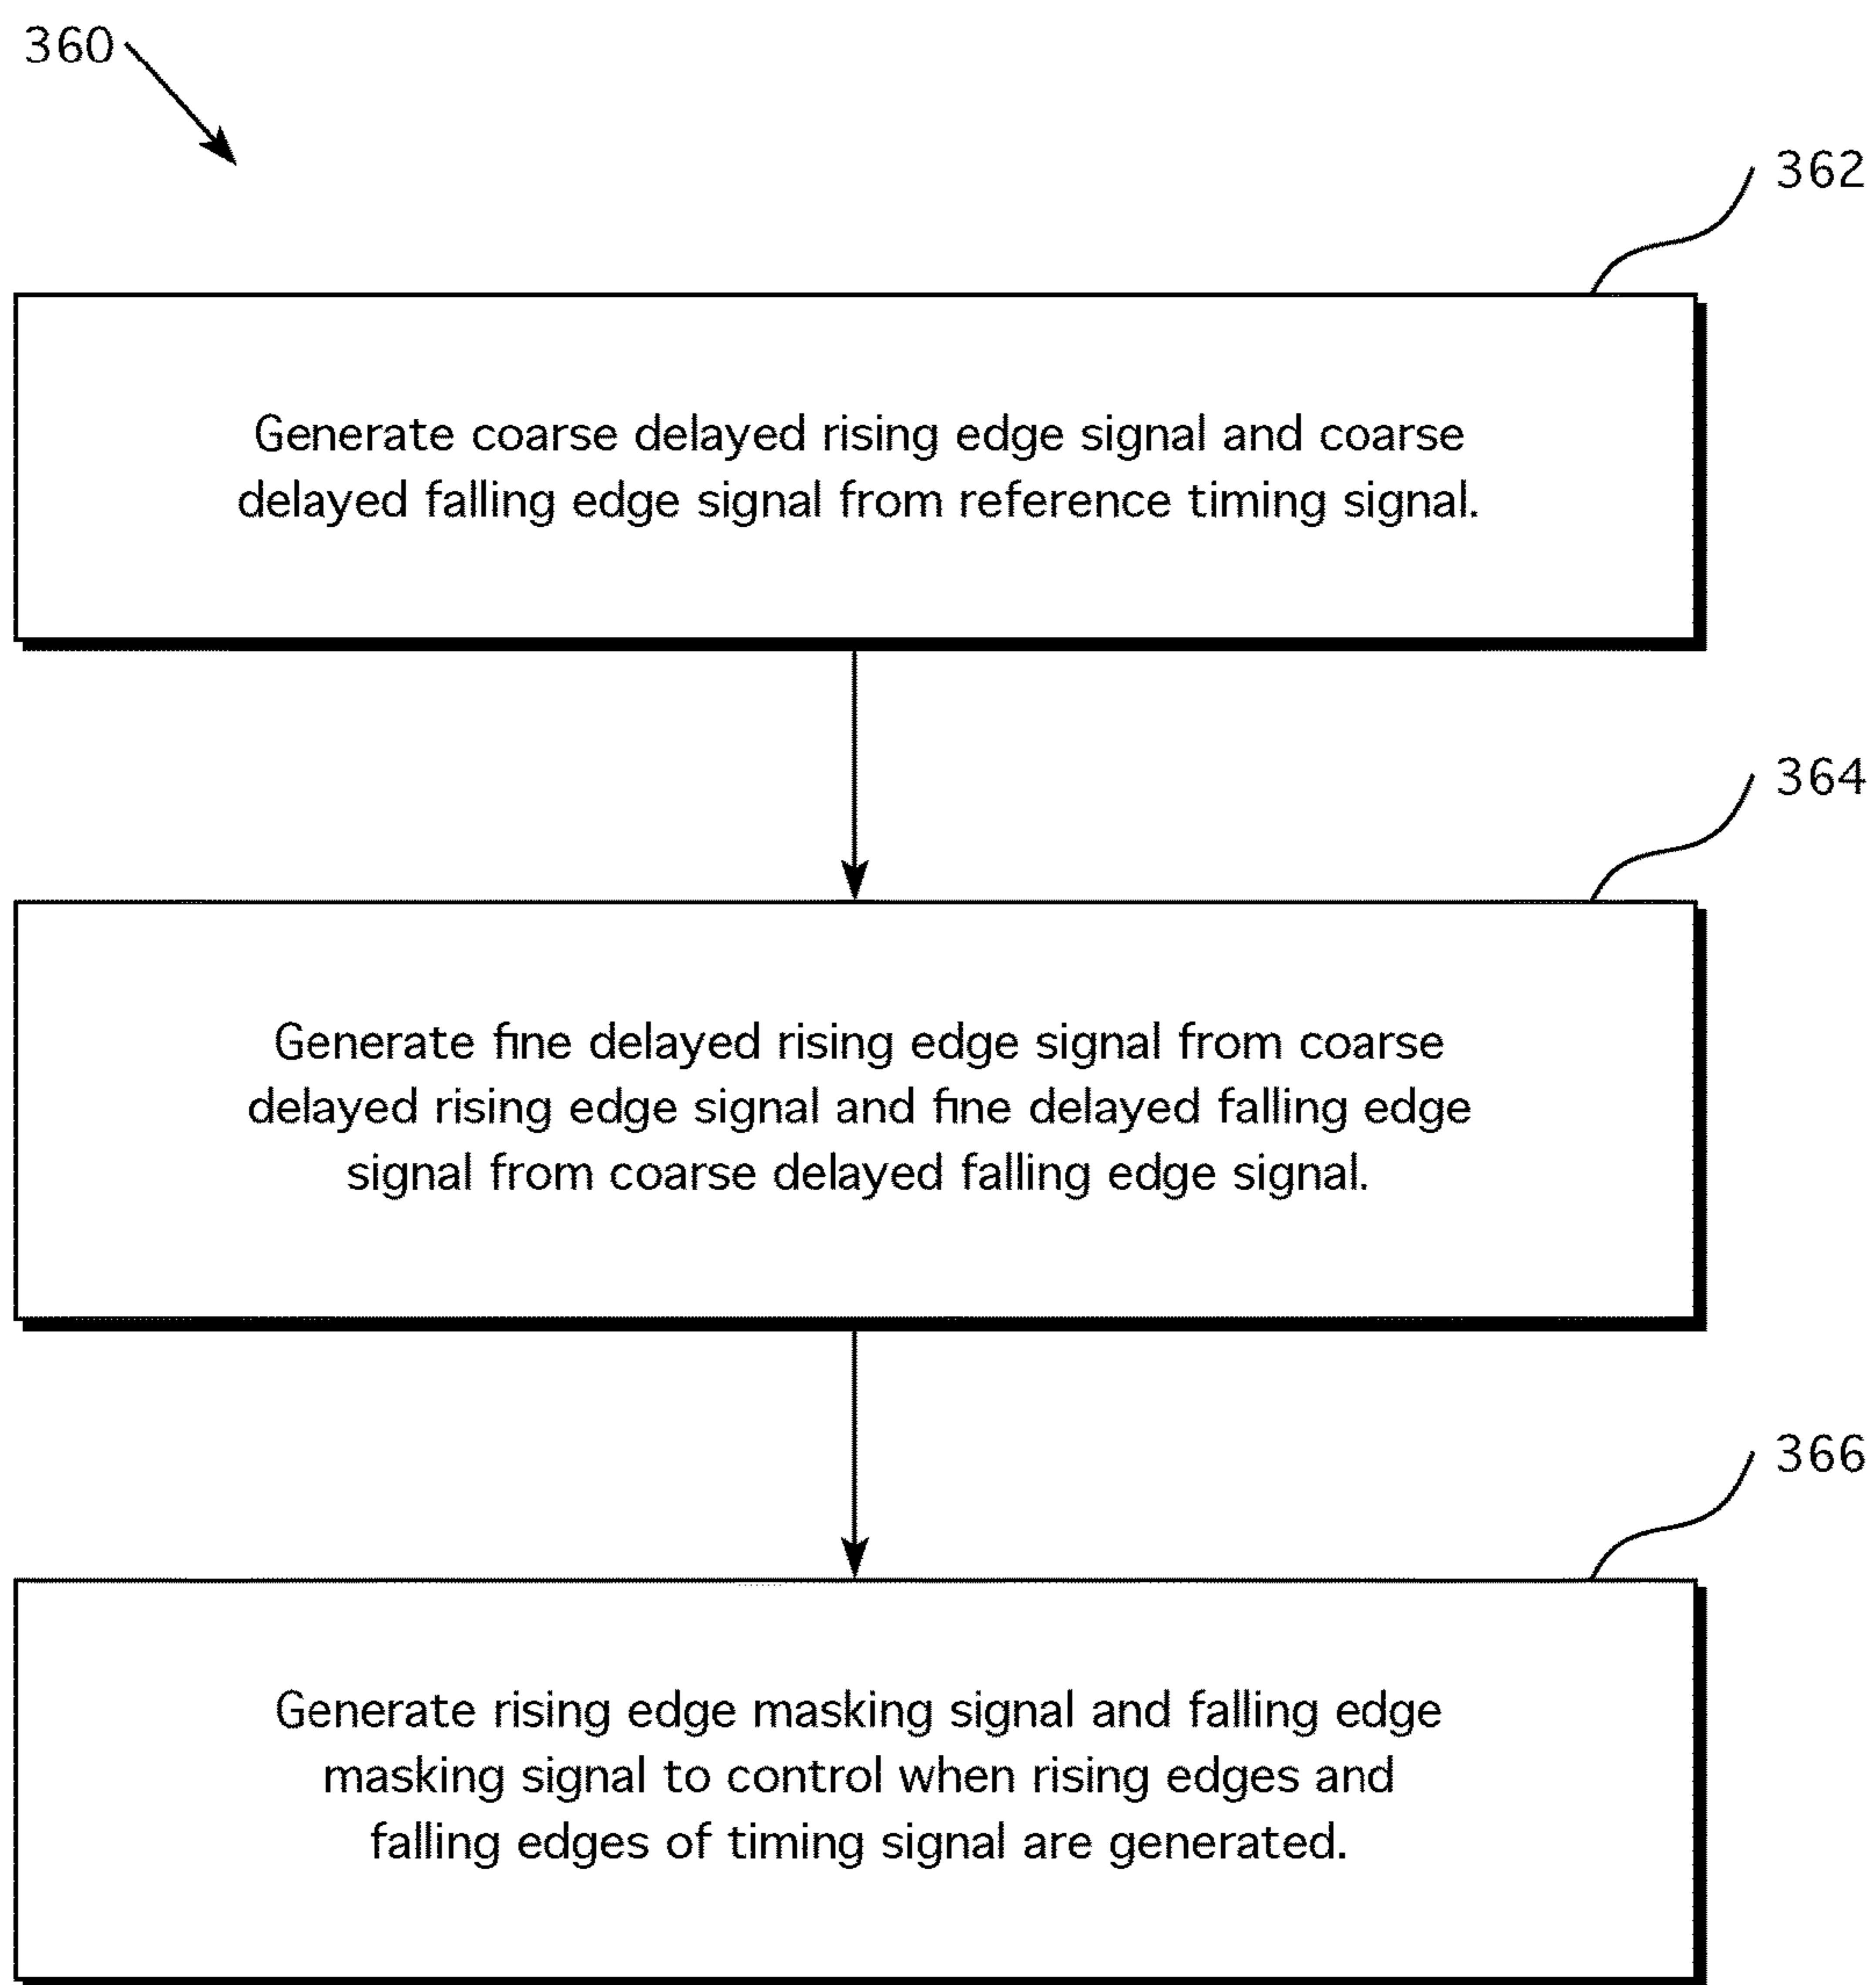 360
362
Generate coarse delayed rising edge signal and coarse
delayed falling edge signal from reference timing signal.
364
Generate fine delayed rising edge signal from coarse
delayed rising edge signal and fine delayed falling edge
signal from coarse delayed falling edge signal.
366
Generate rising edge masking signal and falling edge
masking signal to control when rising edges and
falling edges of timing signal are generated.